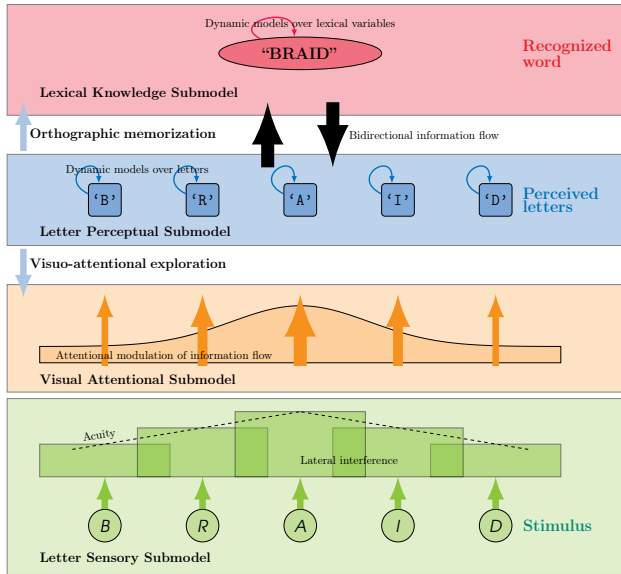 Dynamic models over lexical variables
“BRAID”
Recognized
word
Lexical Knowledge Submodel
Orthographic memorization
Bidirectional information flow
Dynamic models over letters
‘B’ ‘R’ ‘A’ ‘I’ ‘D’
Perceived
letters
Letter Perceptual Submodel
Visuo-attentional exploration
Attentional modulation of information flow
Visual Attentional Submodel
Acuity
Lateral interference
B R A I D
Stimulus
Letter Sensory Submodel